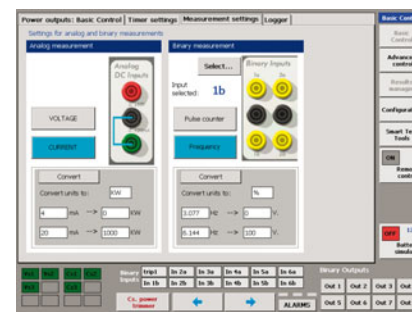 Power outputs: Basic Control Timer settings Measurement settings Logger
Settings for analog and binary measurements
Analog measurement
Analog
DC Inputs
VOLTAGE
CURRENT
Convert
Convert units to: KW
4 mA --> 0 KW
20 mA --> 1000 KW
Binary measurement
Select...
Binary Inputs
1a
Input
selected: 1b
Pulse counter
Frequency
Convert
Convert units to: %
3.077 Hz --> 0
6.144 Hz --> 100
Basic Cont
Basic
Control
Advance
control
Results
manage
Configurat
Smart Te
Tools
ON
Remo
contr
OFF
Batte
simula
Binary
Inputs
trip1 In 2a In 3a In 4a In 5a In 6a
In 1b In 2b In 3b In 4b In 5b In 6b
Cs. power
trimmer
ALARMS
Binary Outputs
Out 1 Out 2 Out 3 Out
Out 5 Out 6 Out 7 Out